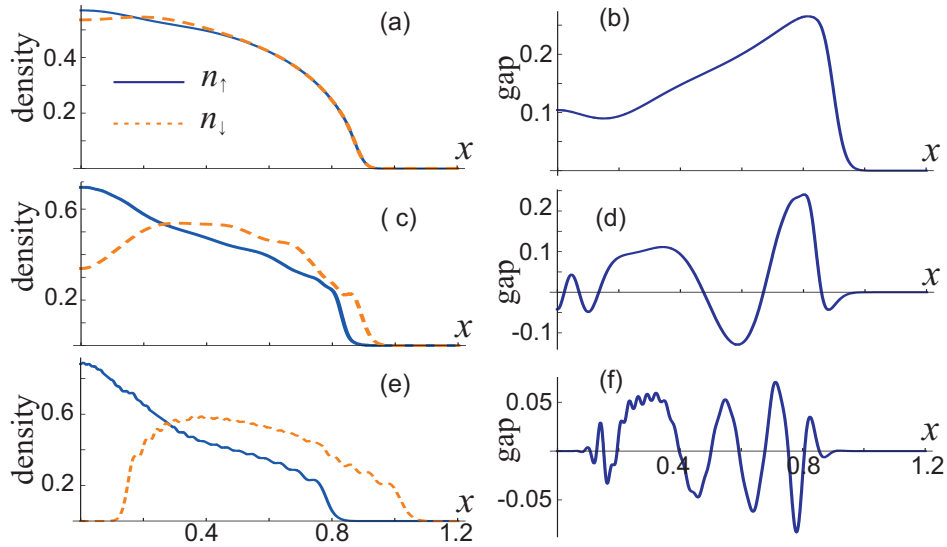 (a)
density
0.4
0.2
n↑
n↓
x
(b)
gap
0.2
0.1
x
( c)
density
0.6
0.2
x
(d)
gap
0.2
0.1
-0.1
x
(e)
density
0.6
0.2
0.4
0.8
1.2
x
(f)
gap
0.05
-0.05
0.4
0.8
1.2
x